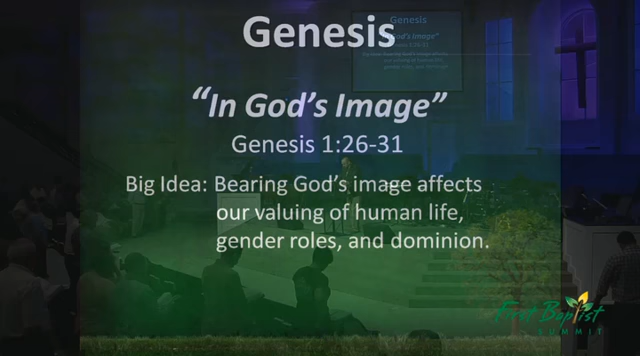 Genesis
“In God’s Image”
Genesis 1:26-31
Big Idea: Bearing God’s image affects
our valuing of human life,
gender roles, and dominion.
First Baptist
SUMMIT